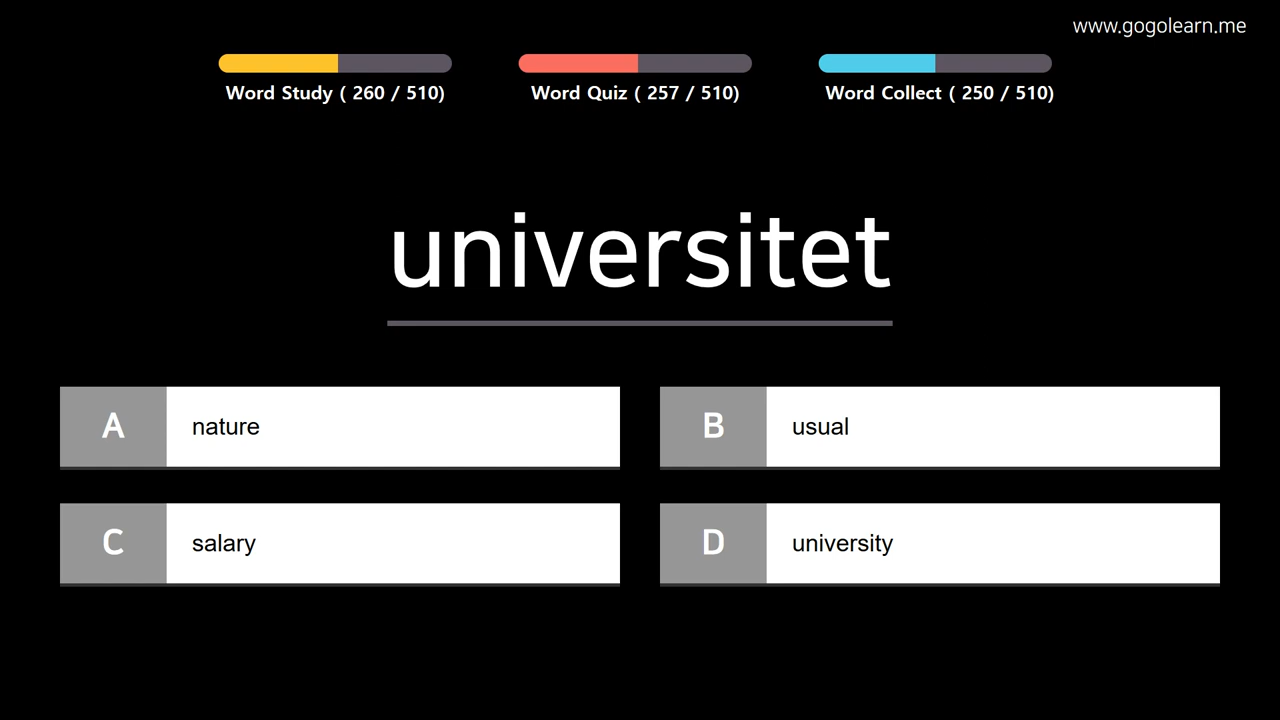 www.gogolearn.me
Word Study ( 260 / 510)
Word Quiz ( 257 / 510)
Word Collect ( 250 / 510)
universitet
A nature
B usual
C salary
D university